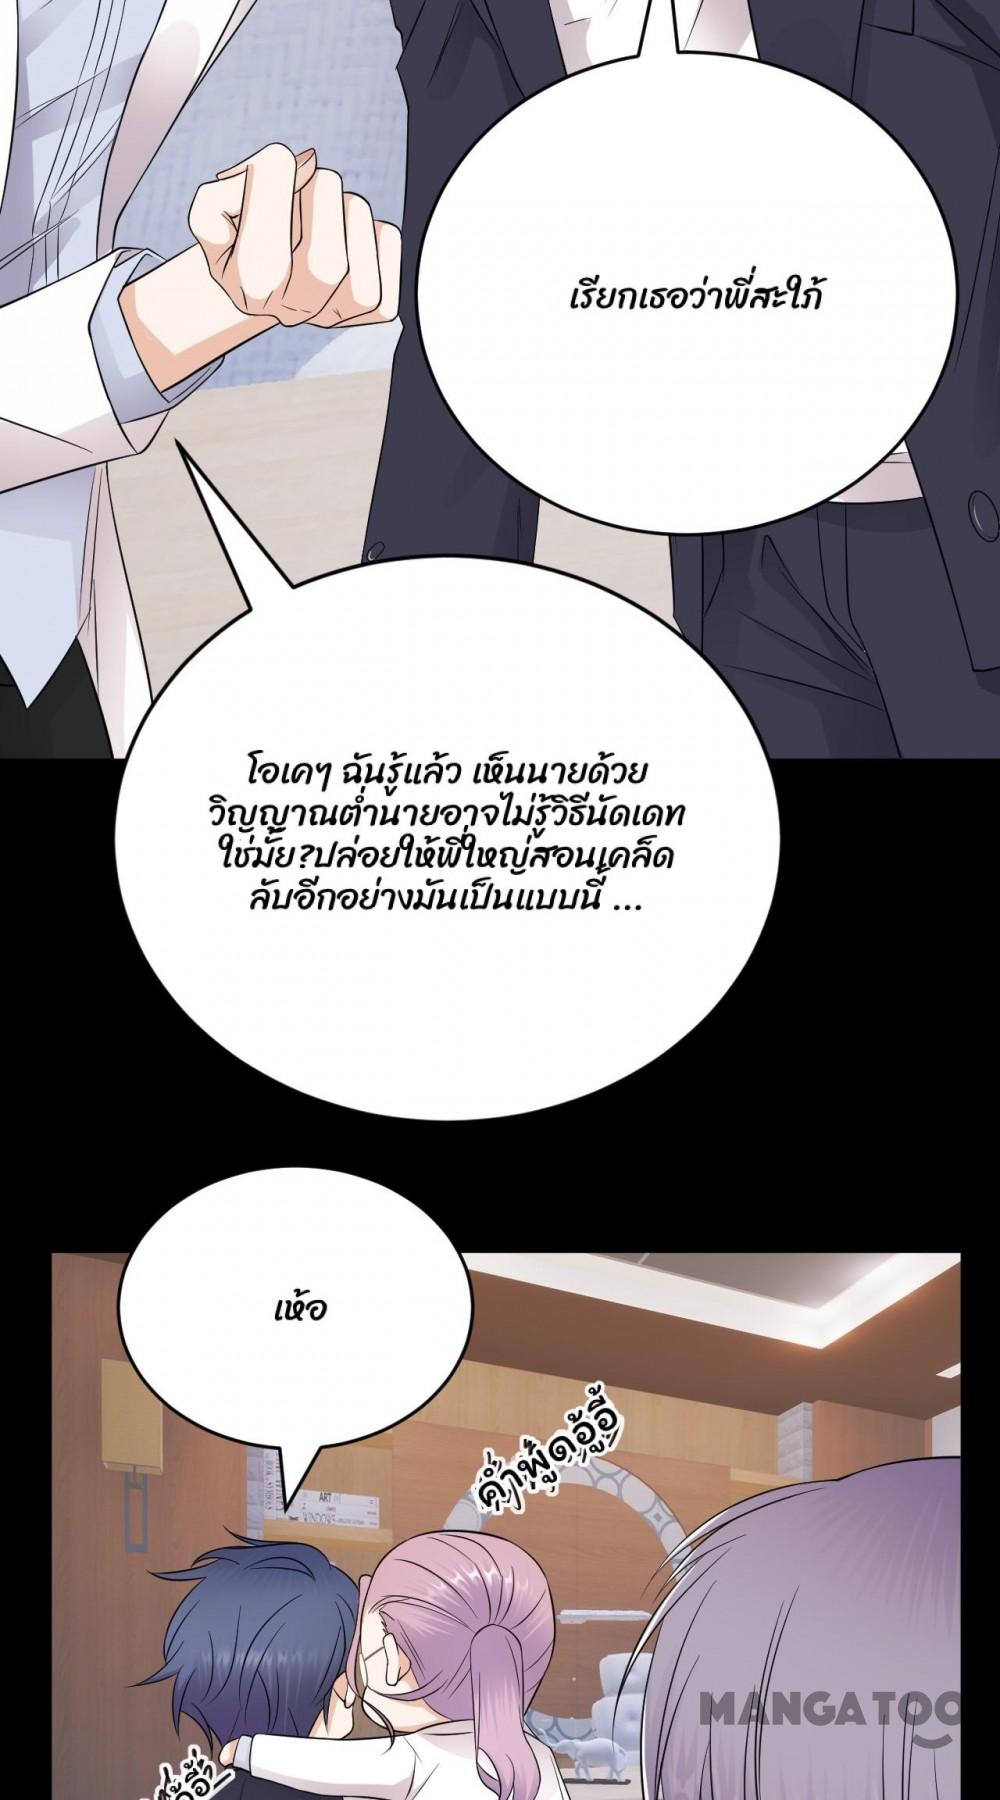 เรียกเธอว่าพี่สะใภ้
โอเคๆ ฉันรู้แล้ว เห็นนายด้วย
วิญญาณต่ำนายอาจไม่รู้วิธีนัดเดท
ใช่มั้ย?ปล่อยให้พี่ใหญ่สอนเคล็ด
ลับอีกอย่างมันเป็นแบบนี้ ...
เห้อ
คำพูดอู้อี้
ART
WINDOWS
MANGATOO